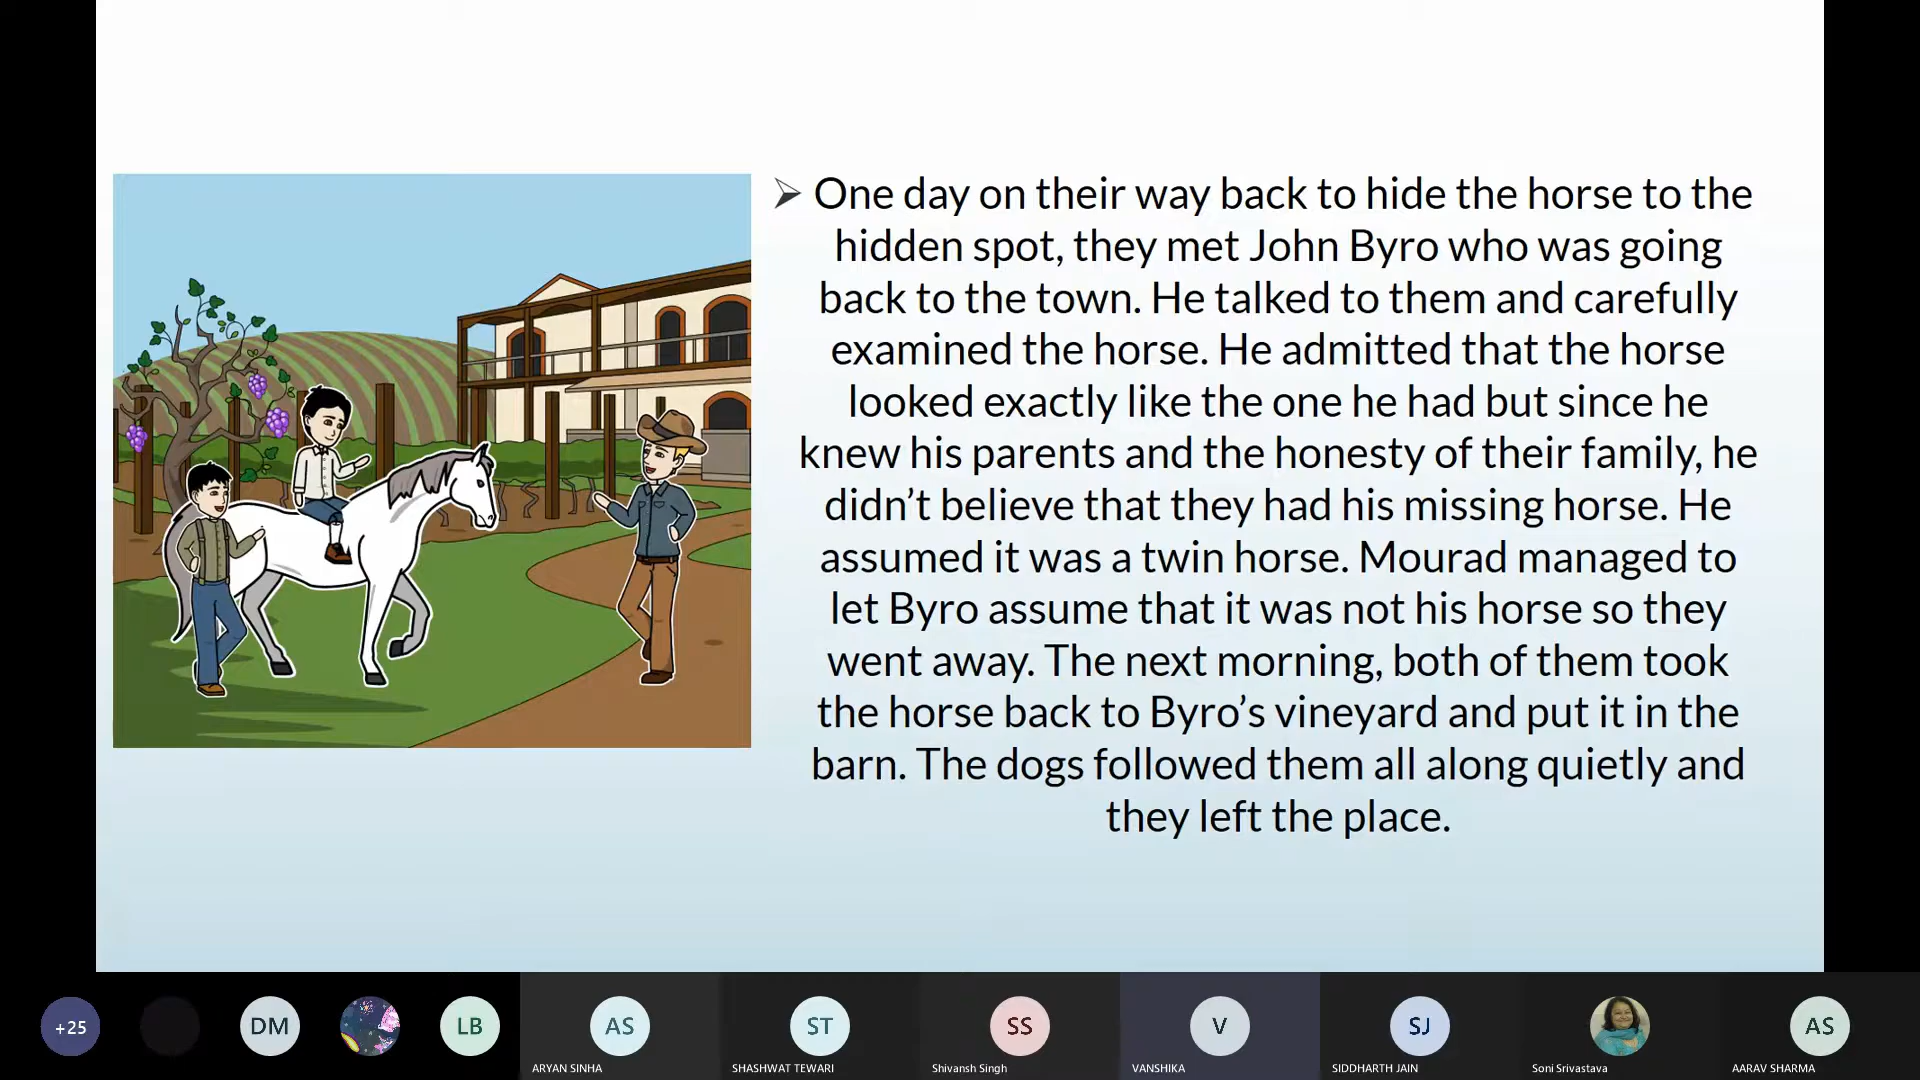 ➢ One day on their way back to hide the horse to the
hidden spot, they met John Byro who was going
back to the town. He talked to them and carefully
examined the horse. He admitted that the horse
looked exactly like the one he had but since he
knew his parents and the honesty of their family, he
didn’t believe that they had his missing horse. He
assumed it was a twin horse. Mourad managed to
let Byro assume that it was not his horse so they
went away. The next morning, both of them took
the horse back to Byro’s vineyard and put it in the
barn. The dogs followed them all along quietly and
they left the place.
+25 DM LB AS ST SS V SJ AS
ARYAN SINHA SHASHWAT TEWARI Shivansh Singh VANSHIKA SIDDHARTH JAIN Soni Srivastava AARAV SHARMA